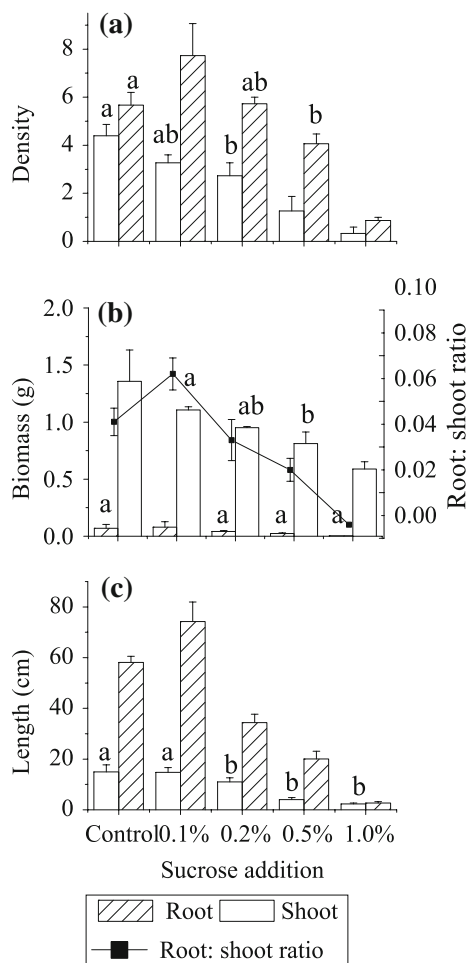 (a)
8
6
4
2
0
Density
a
a
ab
b
ab
b
(b)
2.0
1.5
1.0
0.5
0.0
Biomass (g)
0.10
0.08
0.06
0.04
0.02
0.00
Root: shoot ratio
a
ab
b
a
a
a
a
a
(c)
80
60
40
20
0
Length (cm)
a
a
b
b
b
Control 0.1% 0.2% 0.5% 1.0%
Sucrose addition
Root Shoot
Root: shoot ratio